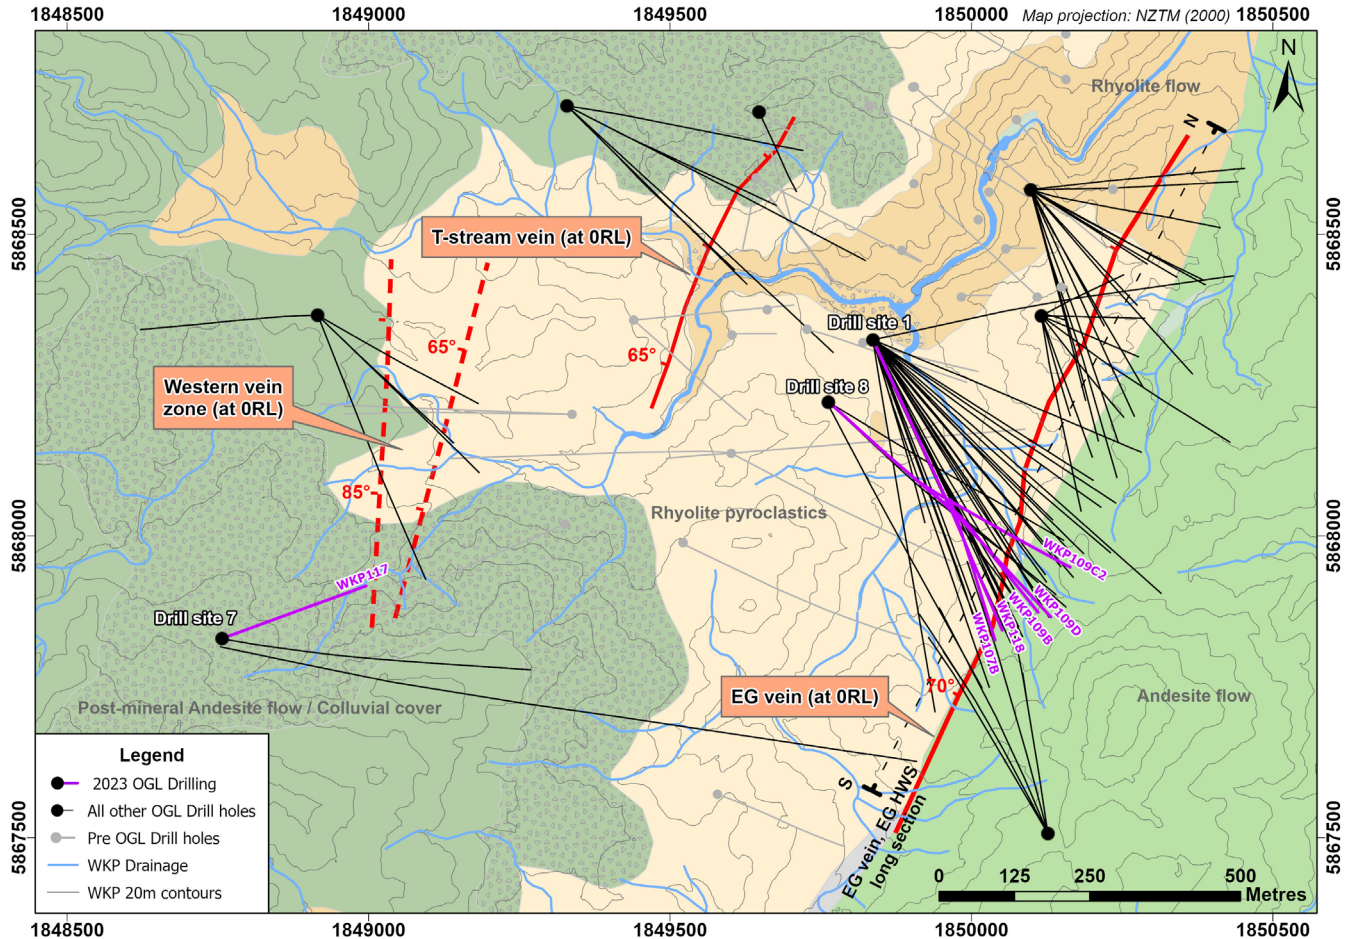 1848500
1849000
1849500
1850000
Map projection: NZTM (2000)
1850500
N
Rhyolite flow
N
5868500
5868500
T-stream vein (at 0RL)
Drill site 1
65°
65°
Drill site 8
Western vein
zone (at 0RL)
85°
Rhyolite pyroclastics
5868000
5868000
WKP109C2
WKP117
WKP109D
WKP109B
WKP118
WKP107B
Drill site 7
70°
EG vein (at 0RL)
Andesite flow
Post-mineral Andesite flow / Colluvial cover
S
EG vein, EG HWS
long section
5867500
5867500
Legend
2023 OGL Drilling
All other OGL Drill holes
Pre OGL Drill holes
WKP Drainage
WKP 20m contours
0
125
250
500
Metres
1848500
1849000
1849500
1850000
1850500